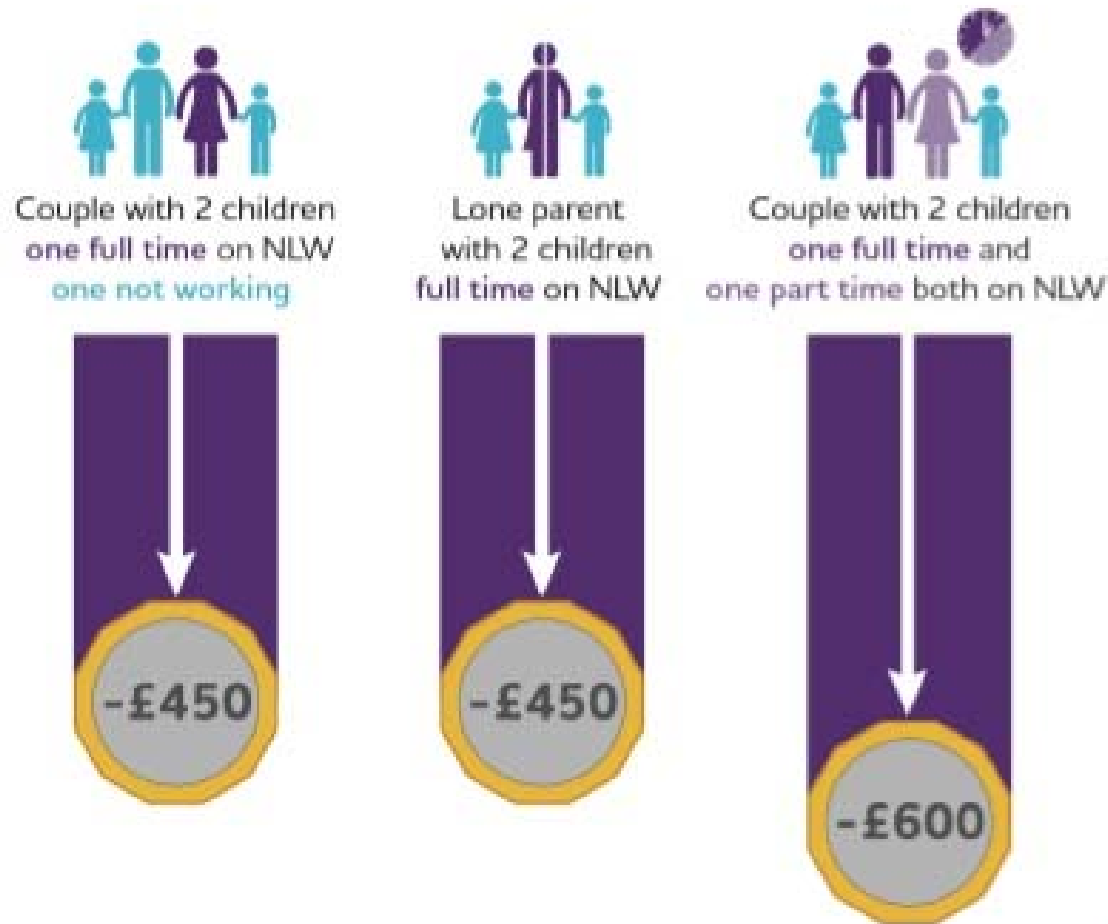 Couple with 2 children
one full time on NLW
one not working
Lone parent
with 2 children
full time on NLW
Couple with 2 children
one full time and
one part time both on NLW
-£450
-£450
-£600